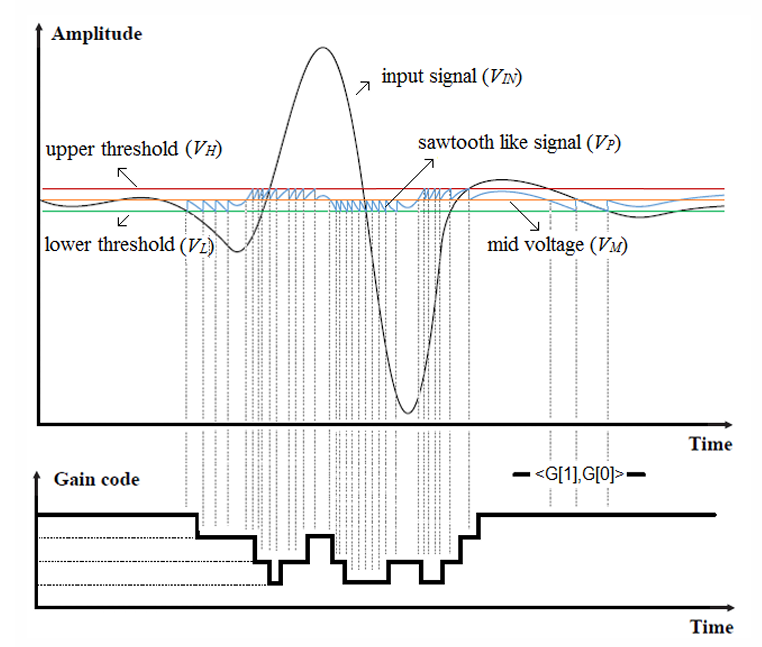 Amplitude
input signal (VIN)
sawtooth like signal (VP)
upper threshold (VH)
lower threshold (VL)
mid voltage (VM)
Time
Gain code
<G[1],G[0]>
Time